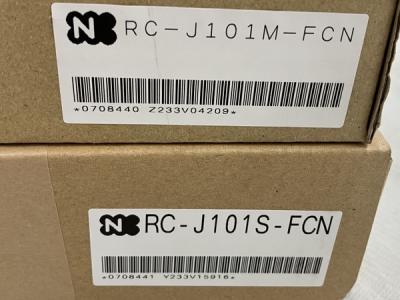 N RC-J101M-FCN
*0708440 Z233V04209*
N RC-J101S-FCN
*0708441 Y233V15916*